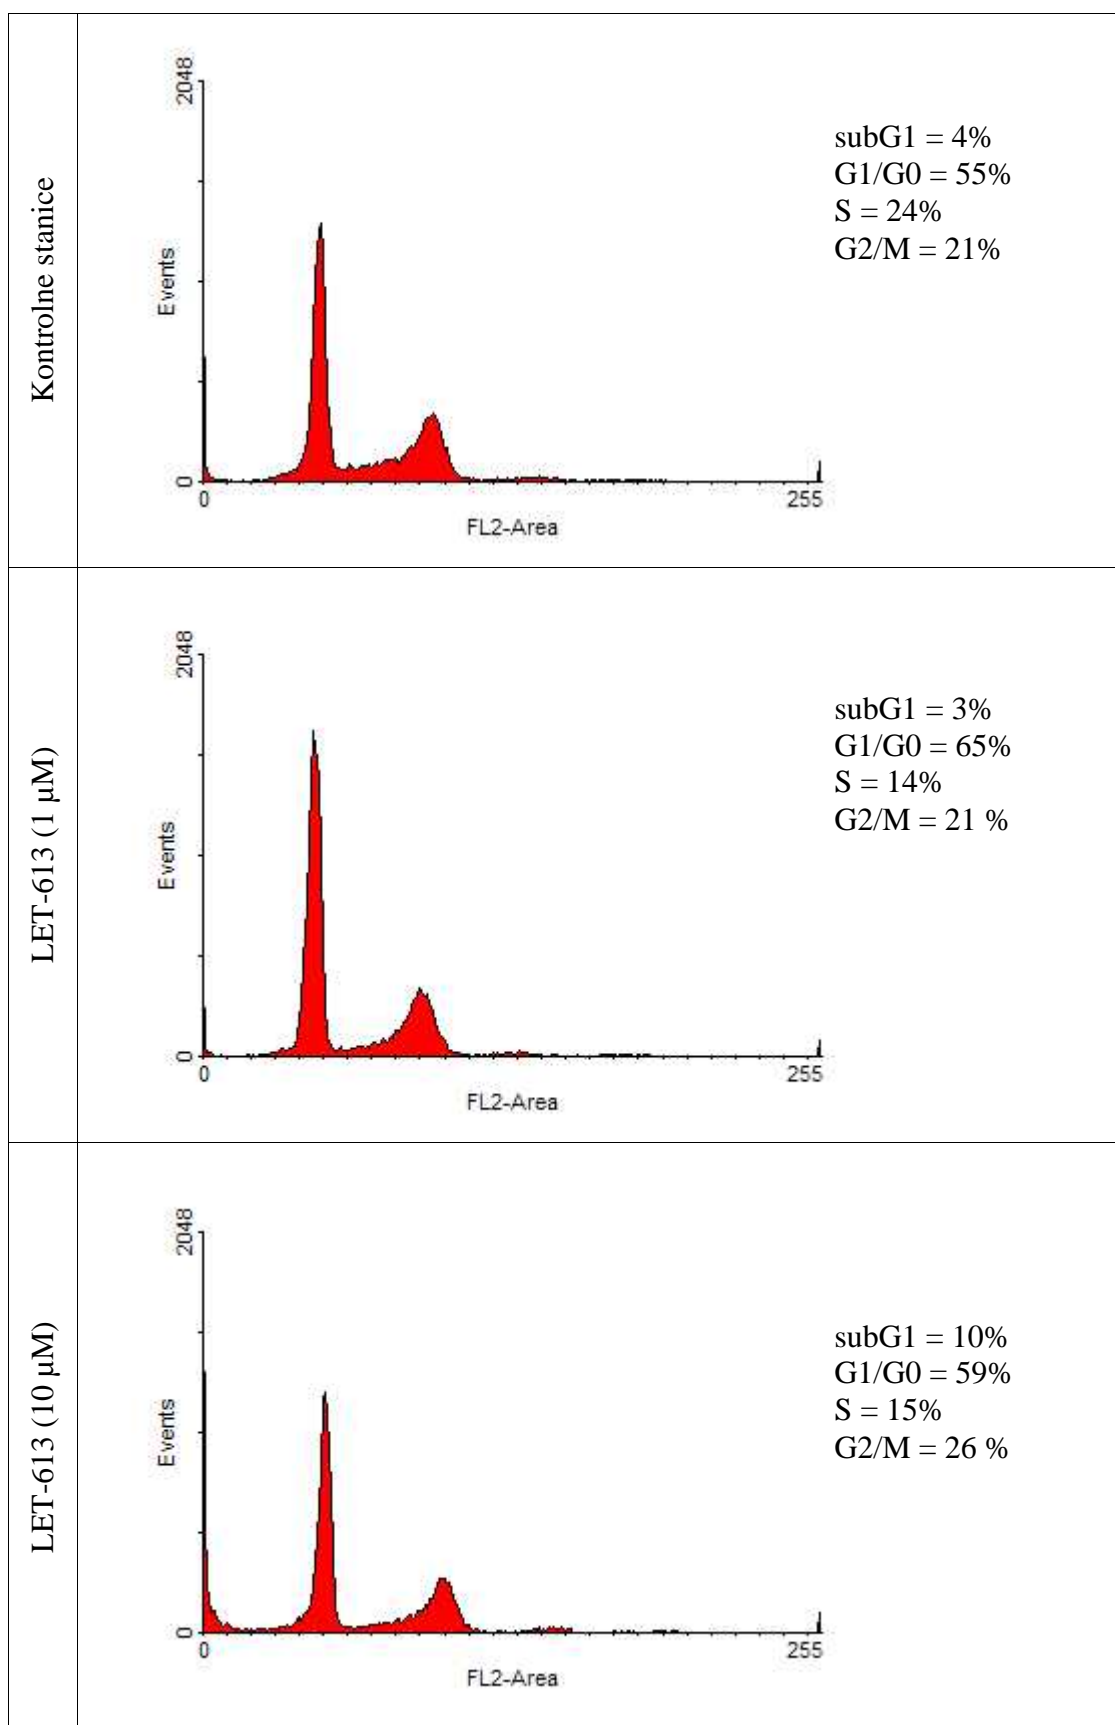 Kontrolne stanice
2048
Events
0
0
255
FL2-Area
subG1 = 4%
G1/G0 = 55%
S = 24%
G2/M = 21%
LET-613 (1 µM)
2048
Events
0
0
255
FL2-Area
subG1 = 3%
G1/G0 = 65%
S = 14%
G2/M = 21 %
LET-613 (10 µM)
2048
Events
0
0
255
FL2-Area
subG1 = 10%
G1/G0 = 59%
S = 15%
G2/M = 26 %